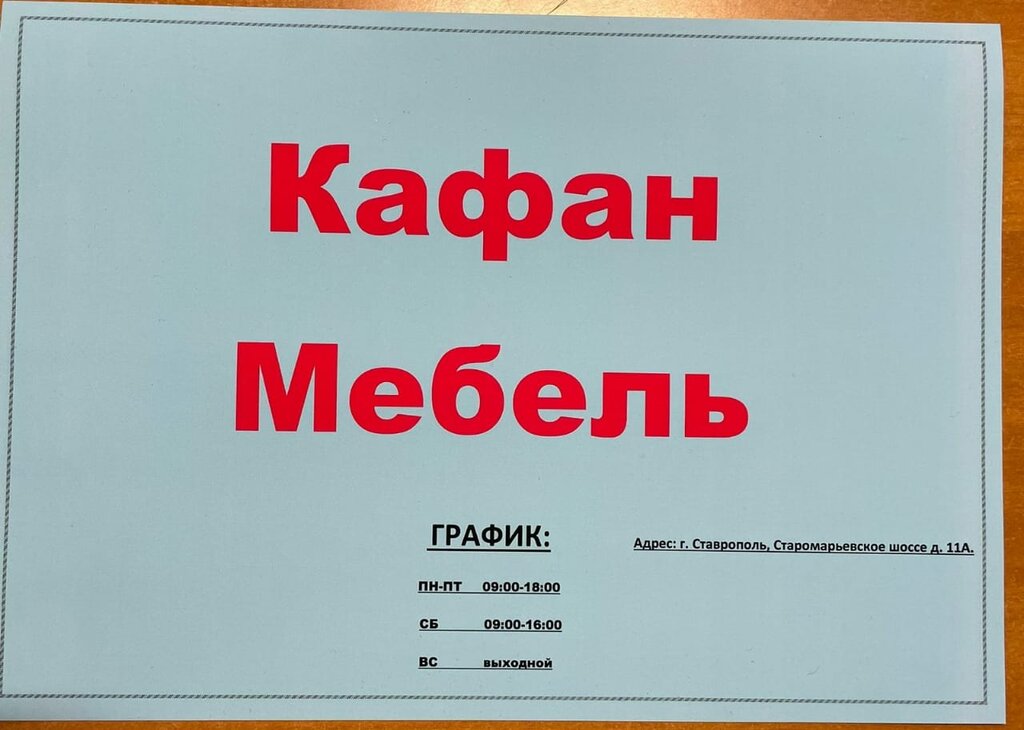 Кафан
Мебель
ГРАФИК:
Адрес: г. Ставрополь, Старомарьевское шоссе д. 11А.
ПН-ПТ 09:00-18:00
СБ 09:00-16:00
ВС выходной